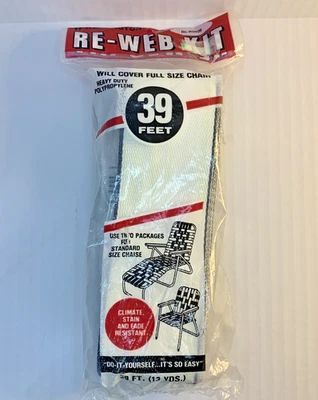 RE-WEB KIT
WILL COVER FULL SIZE CHAIR
HEAVY DUTY
POLYPROPYLENE
39
FEET
USE TWO PACKAGES
FOR
STANDARD
SIZE CHAISE
CLIMATE,
STAIN
AND FADE
RESISTANT.
"DO-IT-YOURSELF...IT'S SO EASY"
39 FT. (13 YDS.)